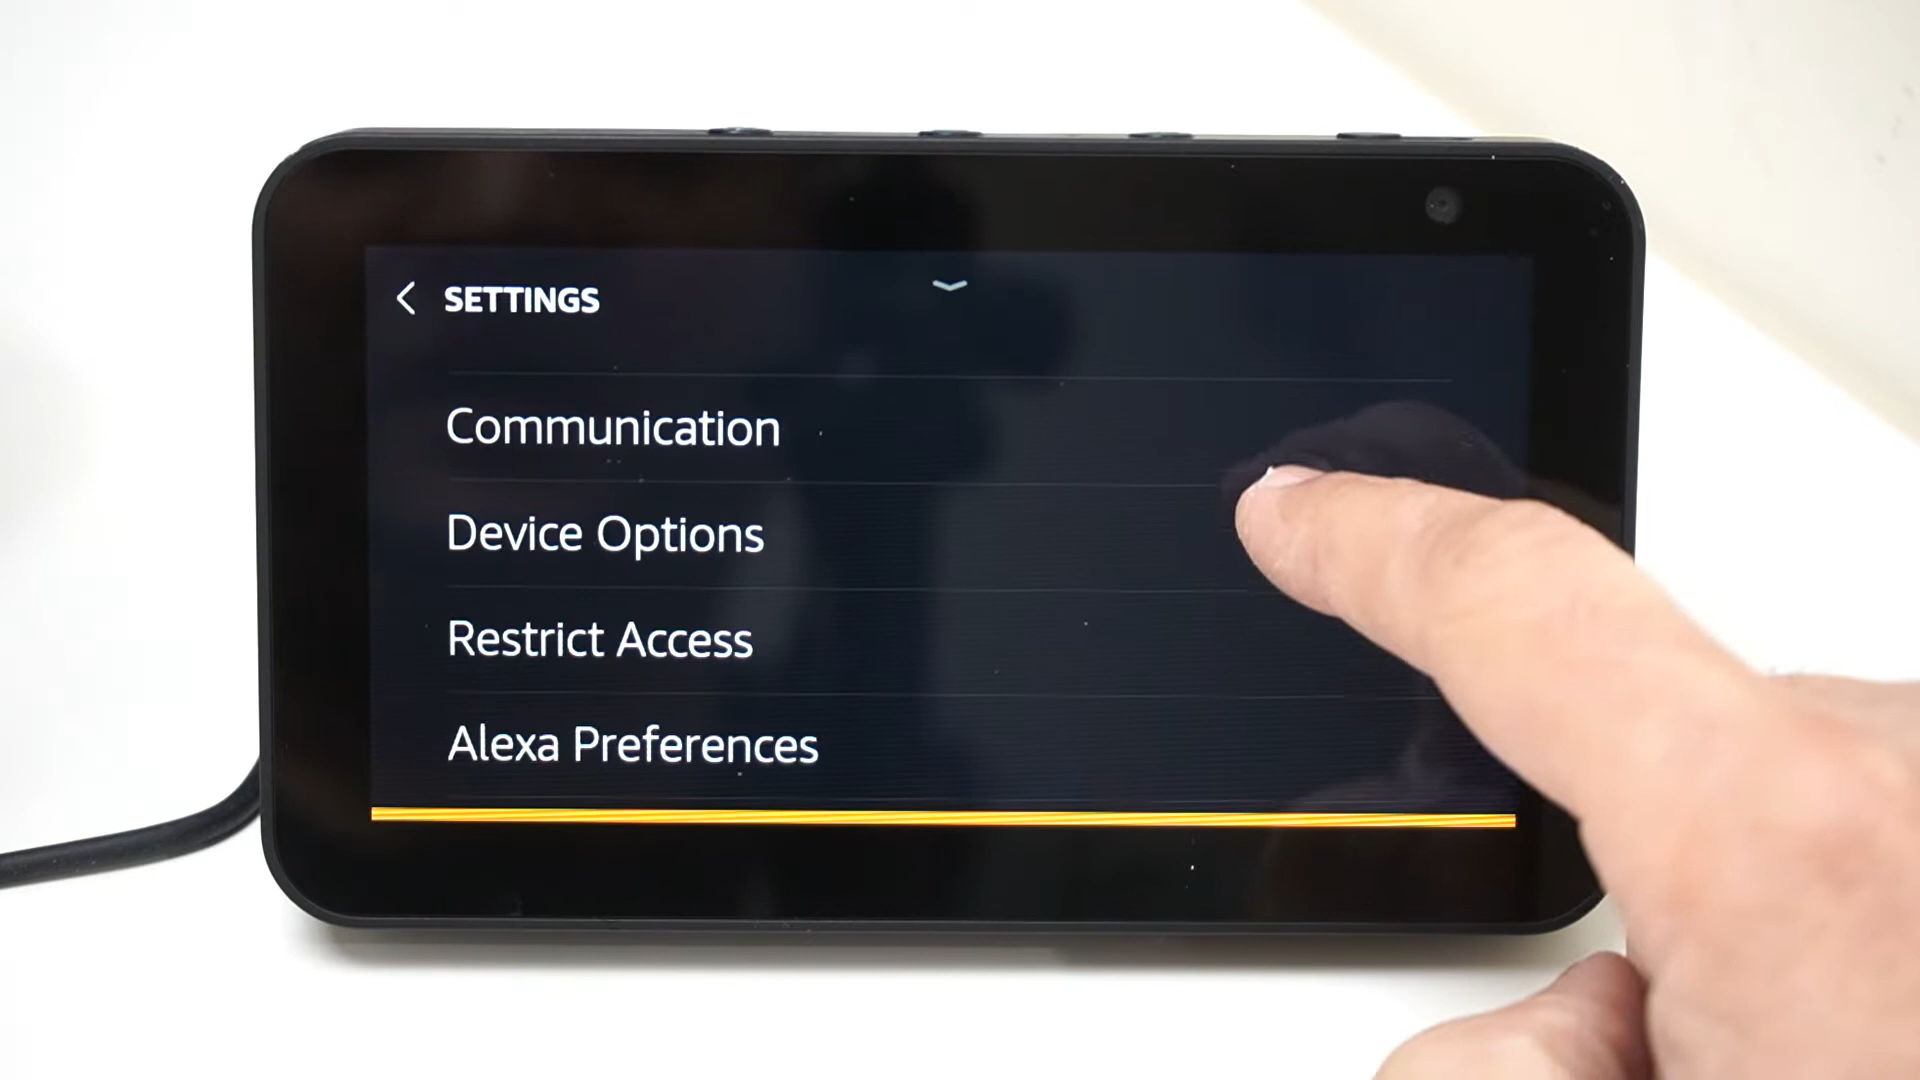 SETTINGS
Communication
Device Options
Restrict Access
Alexa Preferences